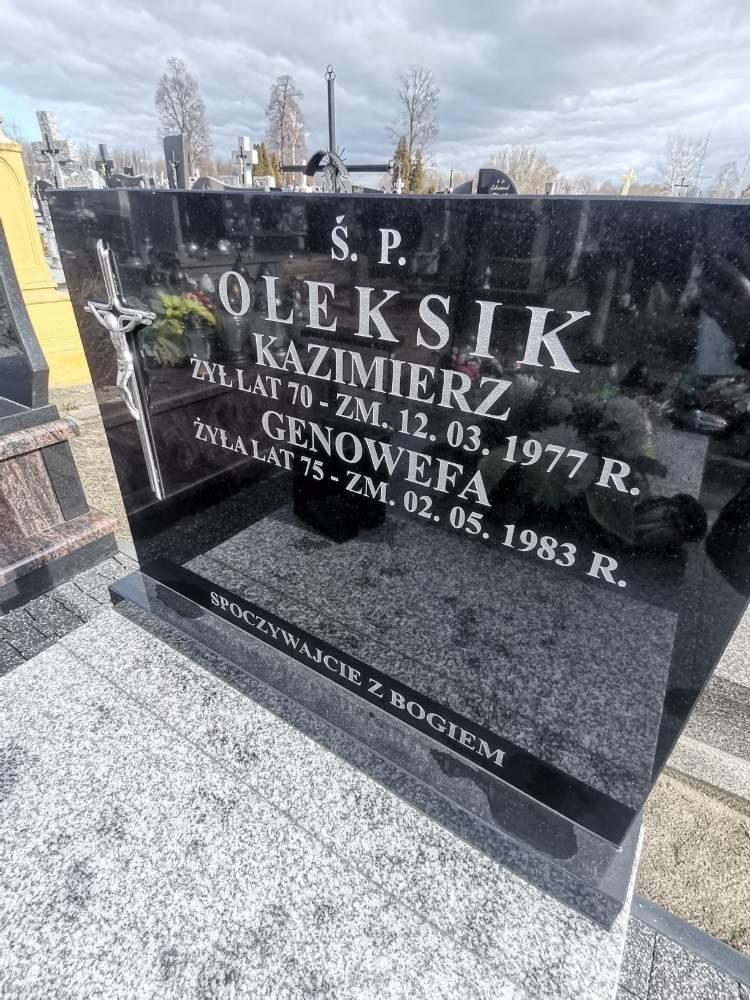 Ś. P.
OLEKSIK
KAZIMIERZ
ŻYŁ LAT 70 - ZM. 12. 03. 1977 R.
GENOWEFA
ŻYŁA LAT 75 - ZM. 02. 05. 1983 R.
SPOCZYWAJCIE Z BOGIEM